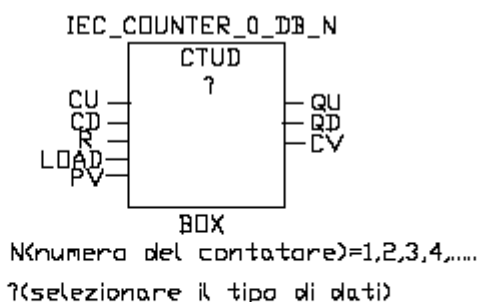 IEC_COUNTER_0_DB_N
CTUD
?
CU
QU
CD
QD
R
CV
LOAD
PV
BOX
N(numero del contatore)=1,2,3,4,.....
?(selezionare il tipo di dati)